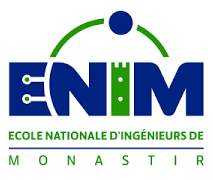 ENIM
ECOLE NATIONALE D'INGÉNIEURS DE
MONASTIR